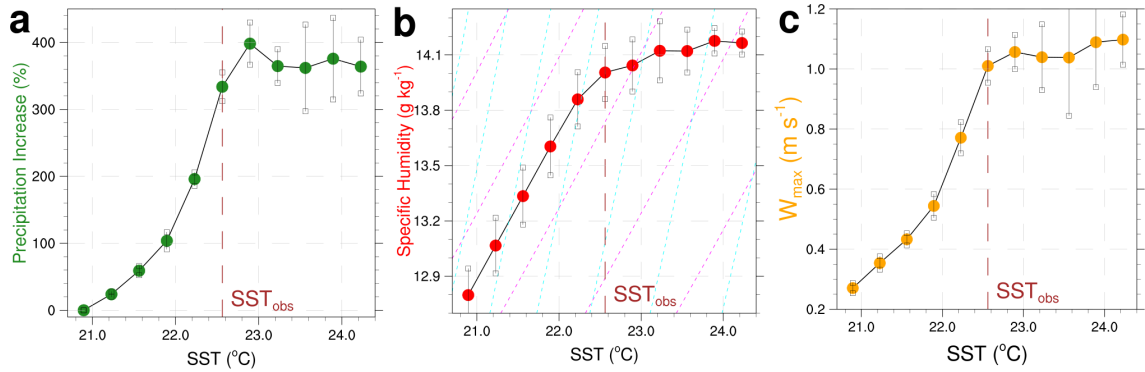 a
Precipitation Increase (%)
400
300
200
100
0
SST_obs
21.0 22.0 23.0 24.0
SST (°C)
b
Specific Humidity (g kg⁻¹)
14.1
13.8
13.5
13.2
12.9
SST_obs
21.0 22.0 23.0 24.0
SST (°C)
c
W_max (m s⁻¹)
1.0
0.8
0.6
0.4
0.2
SST_obs
21.0 22.0 23.0 24.0
SST (°C)